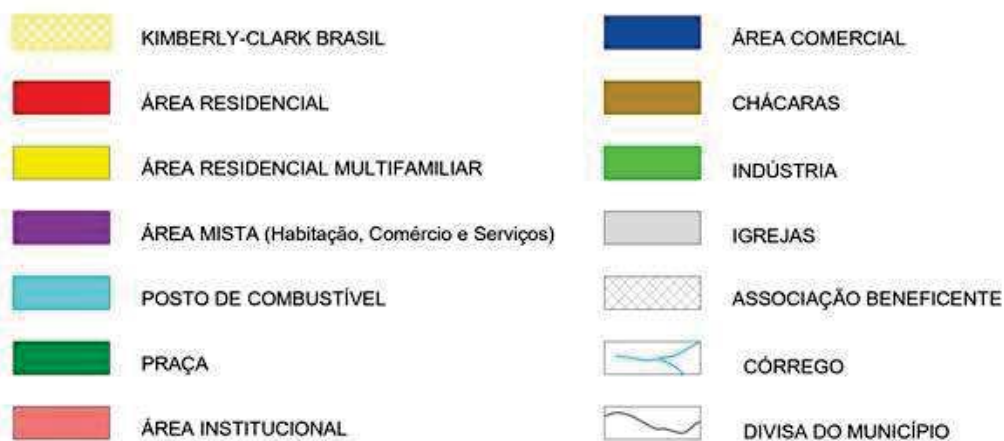 KIMBERLY-CLARK BRASIL
ÁREA RESIDENCIAL
ÁREA RESIDENCIAL MULTIFAMILIAR
ÁREA MISTA (Habitação, Comércio e Serviços)
POSTO DE COMBUSTÍVEL
PRAÇA
ÁREA INSTITUCIONAL
ÁREA COMERCIAL
CHÁCARAS
INDÚSTRIA
IGREJAS
ASSOCIAÇÃO BENEFICENTE
CÓRREGO
DIVISA DO MUNICÍPIO